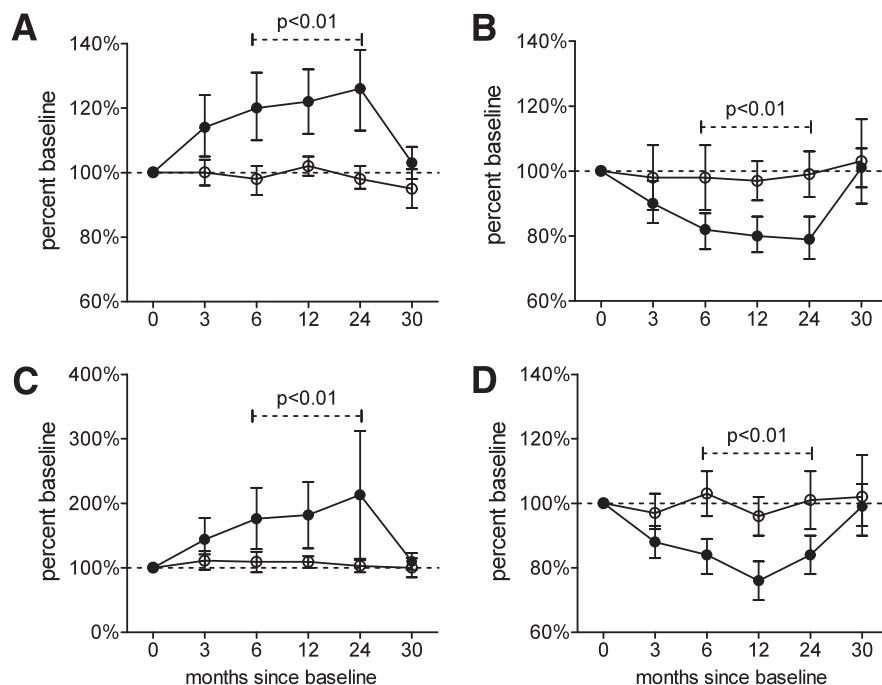 A
p<0.01
140%
120%
100%
80%
60%
percent baseline
0 3 6 12 24 30
B
p<0.01
140%
120%
100%
80%
60%
percent baseline
0 3 6 12 24 30
C
p<0.01
400%
300%
200%
100%
0%
percent baseline
0 3 6 12 24 30
months since baseline
D
p<0.01
140%
120%
100%
80%
60%
percent baseline
0 3 6 12 24 30
months since baseline